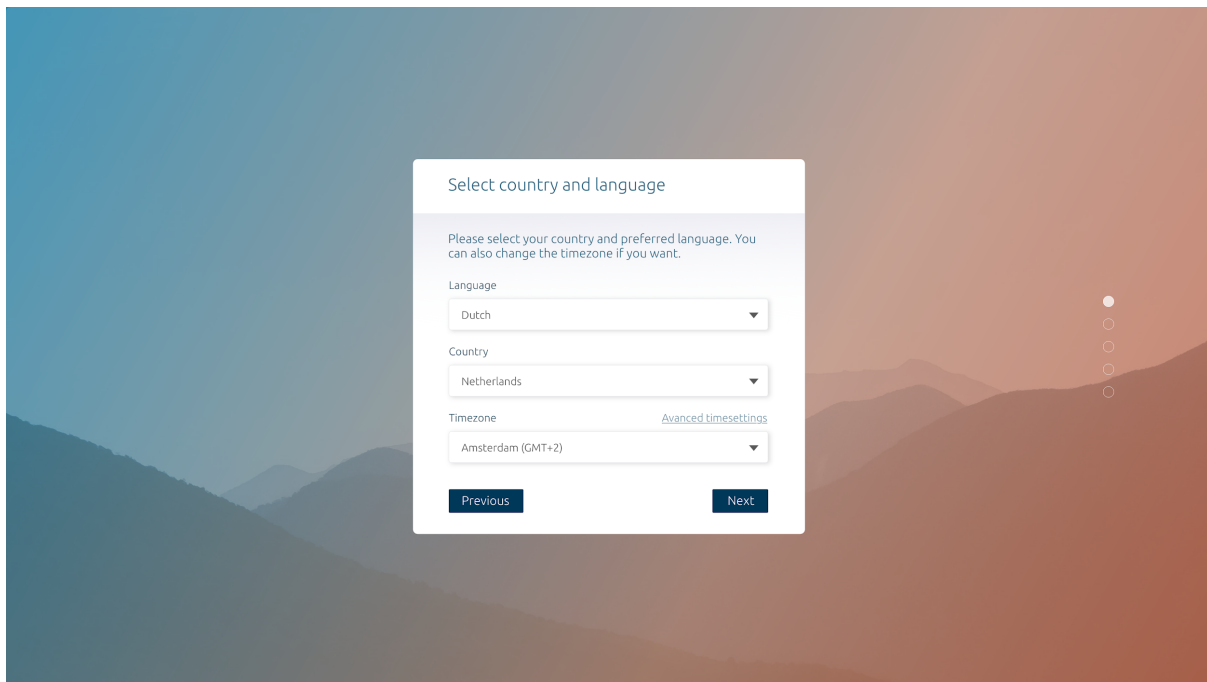 Select country and language
Please select your country and preferred language. You
can also change the timezone if you want.
Language
Dutch
Country
Netherlands
Timezone
Avanced timesettings
Amsterdam (GMT+2)
Previous
Next